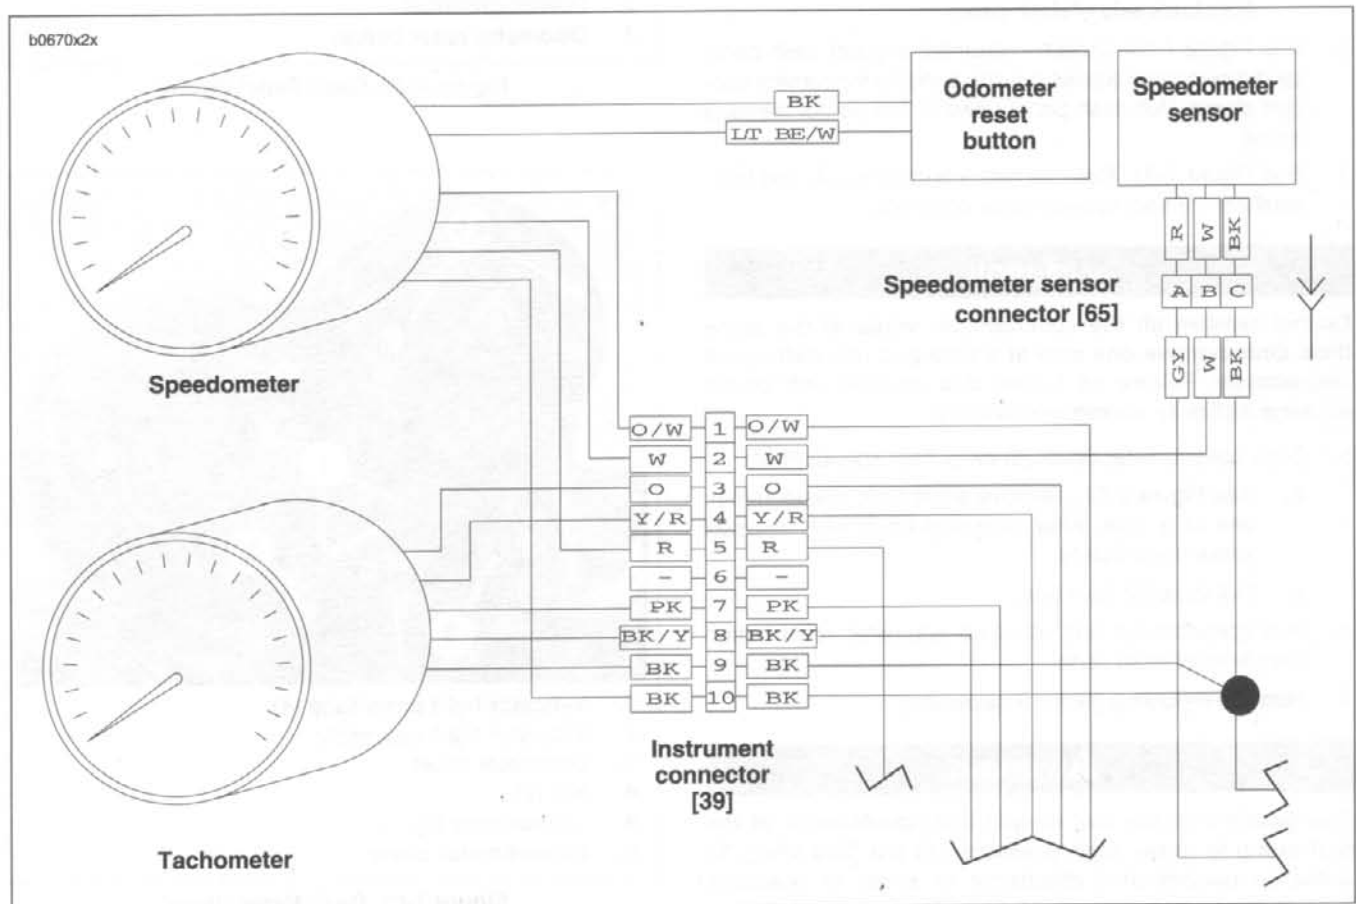 b0670x2x
BK
LT BE/W
Odometer
reset
button
Speedometer
sensor
R
W
BK
Speedometer sensor
connector [65]
A B C
GY
W
BK
Speedometer
O/W 1 O/W
W 2 W
O 3 O
Y/R 4 Y/R
R 5 R
- 6 -
PK 7 PK
BK/Y 8 BK/Y
BK 9 BK
BK 10 BK
Instrument
connector
[39]
Tachometer